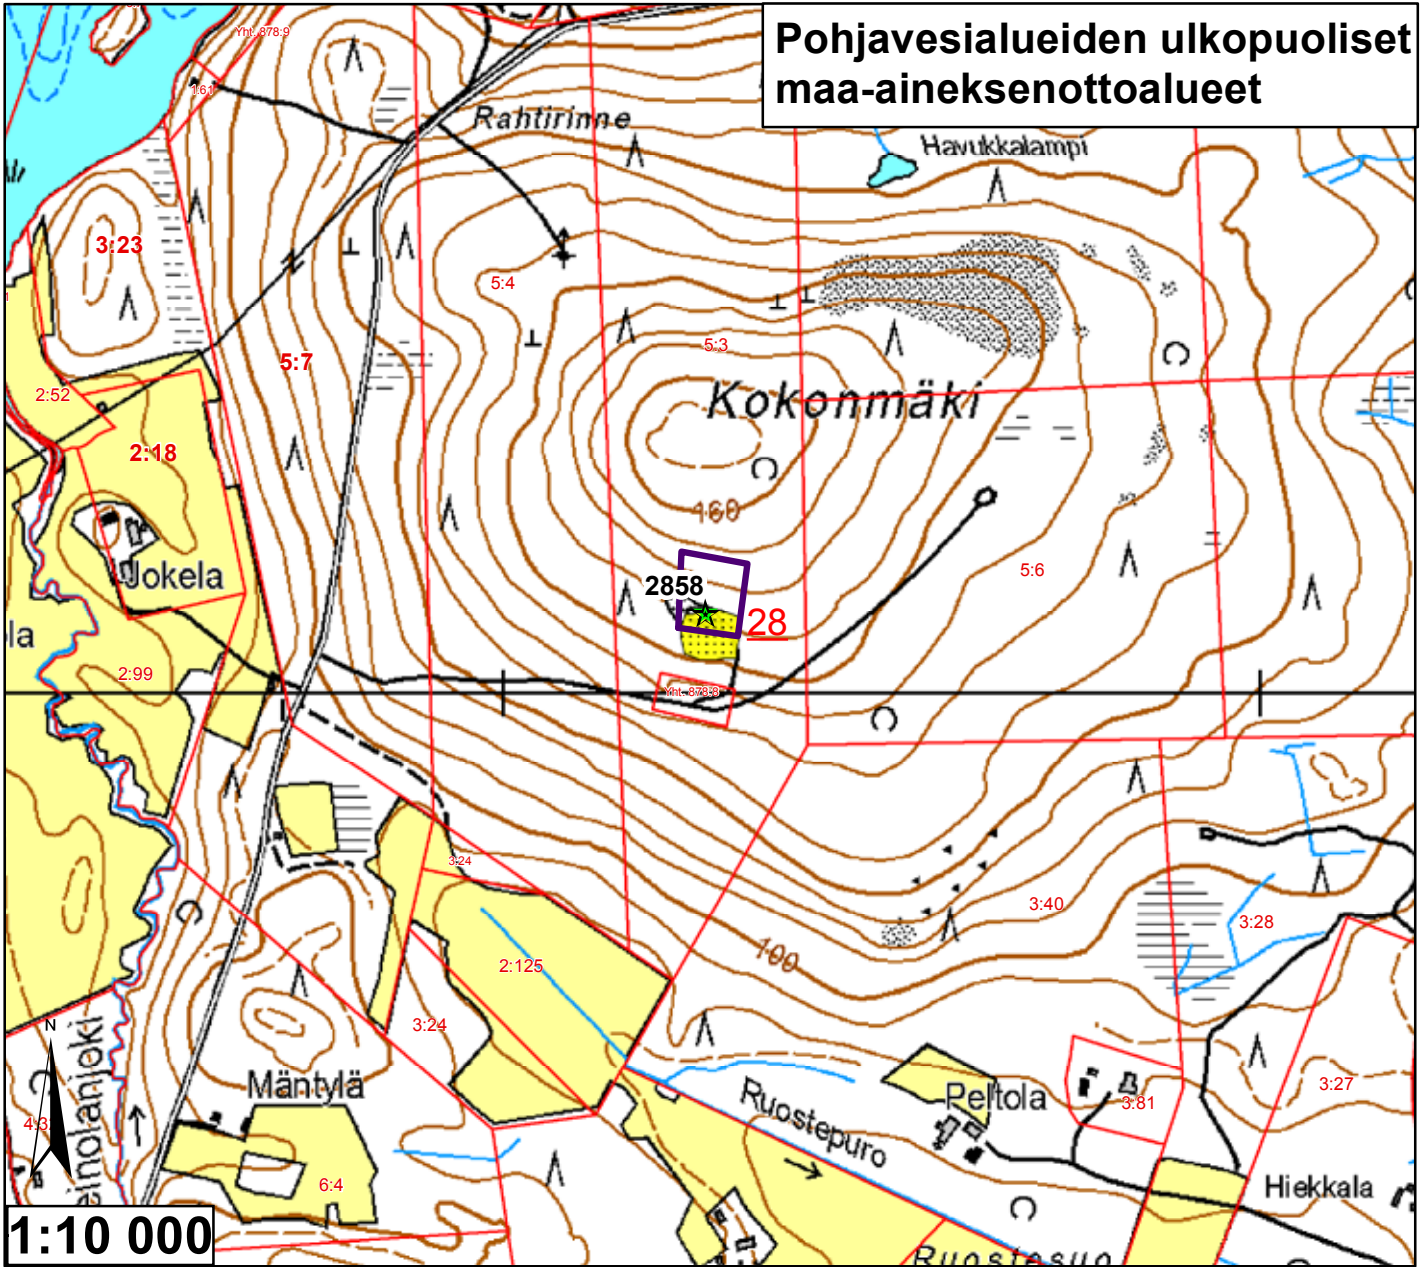 Pohjavesialueiden ulkopuoliset
maa-aineksenottoalueet
Yht. 878:9
1:61
Rahtirinne
Havukkalampi
3:23
5:4
5:3
5:7
2:52
Kokonmäki
2:18
160
Jokela
2858
28
5:6
la
2:99
Yht. 878:8
3:24
2:125
3:40
3:28
100
3:24
N
einolanjoki
Mäntylä
Ruostepuro
Peltola
3:81
3:27
4:3
6:4
Hiekkala
1:10 000
Ruostesuo